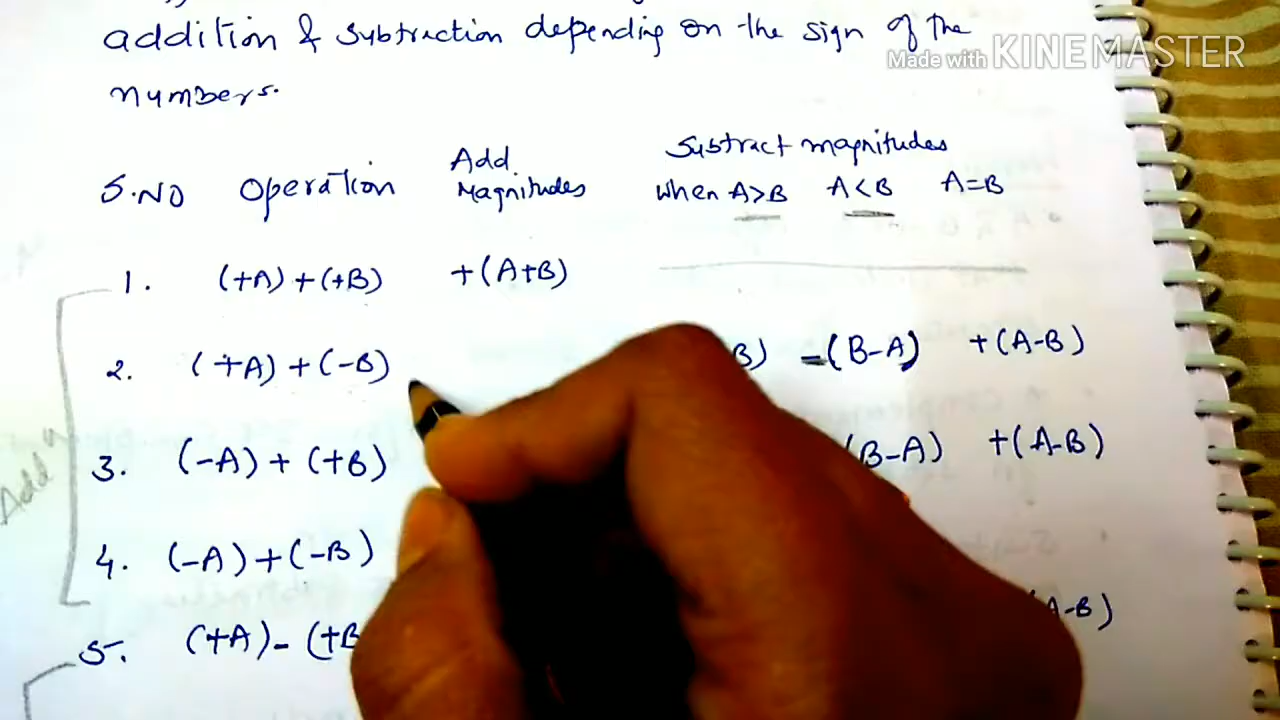 addition & subtraction depending on the sign of the
Made with KINEMASTER
numbers.
Subtract magnitudes
Add
S.NO Operation Magnitudes When A>B A<B A=B
1. (+A)+(+B) +(A+B)
2. (+A)+(-B) B) -(B-A) +(A-B)
3. (-A)+(+B) (B-A) +(A-B)
4. (-A)+(-B)
5. (+A)-(+B A-B)
Add n